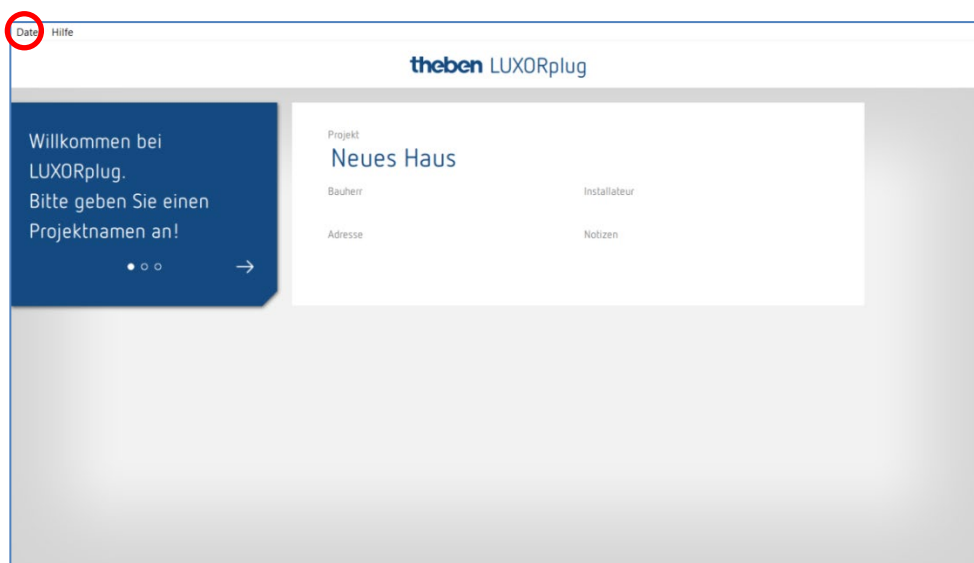 Datei Hilfe
theben LUXORplug
Willkommen bei
LUXORplug.
Bitte geben Sie einen
Projektnamen an!
Projekt
Neues Haus
Bauherr
Installateur
Adresse
Notizen